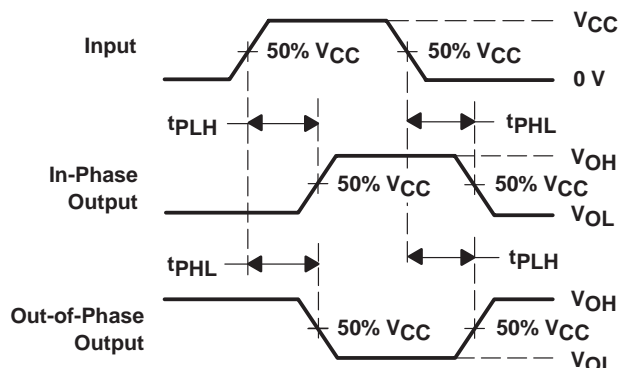 VCC
Input
50% VCC
50% VCC
0 V
tPLH
tPHL
In-Phase
Output
VOH
50% VCC
50% VCC
VOL
tPHL
tPLH
Out-of-Phase
Output
VOH
50% VCC
50% VCC
VOL